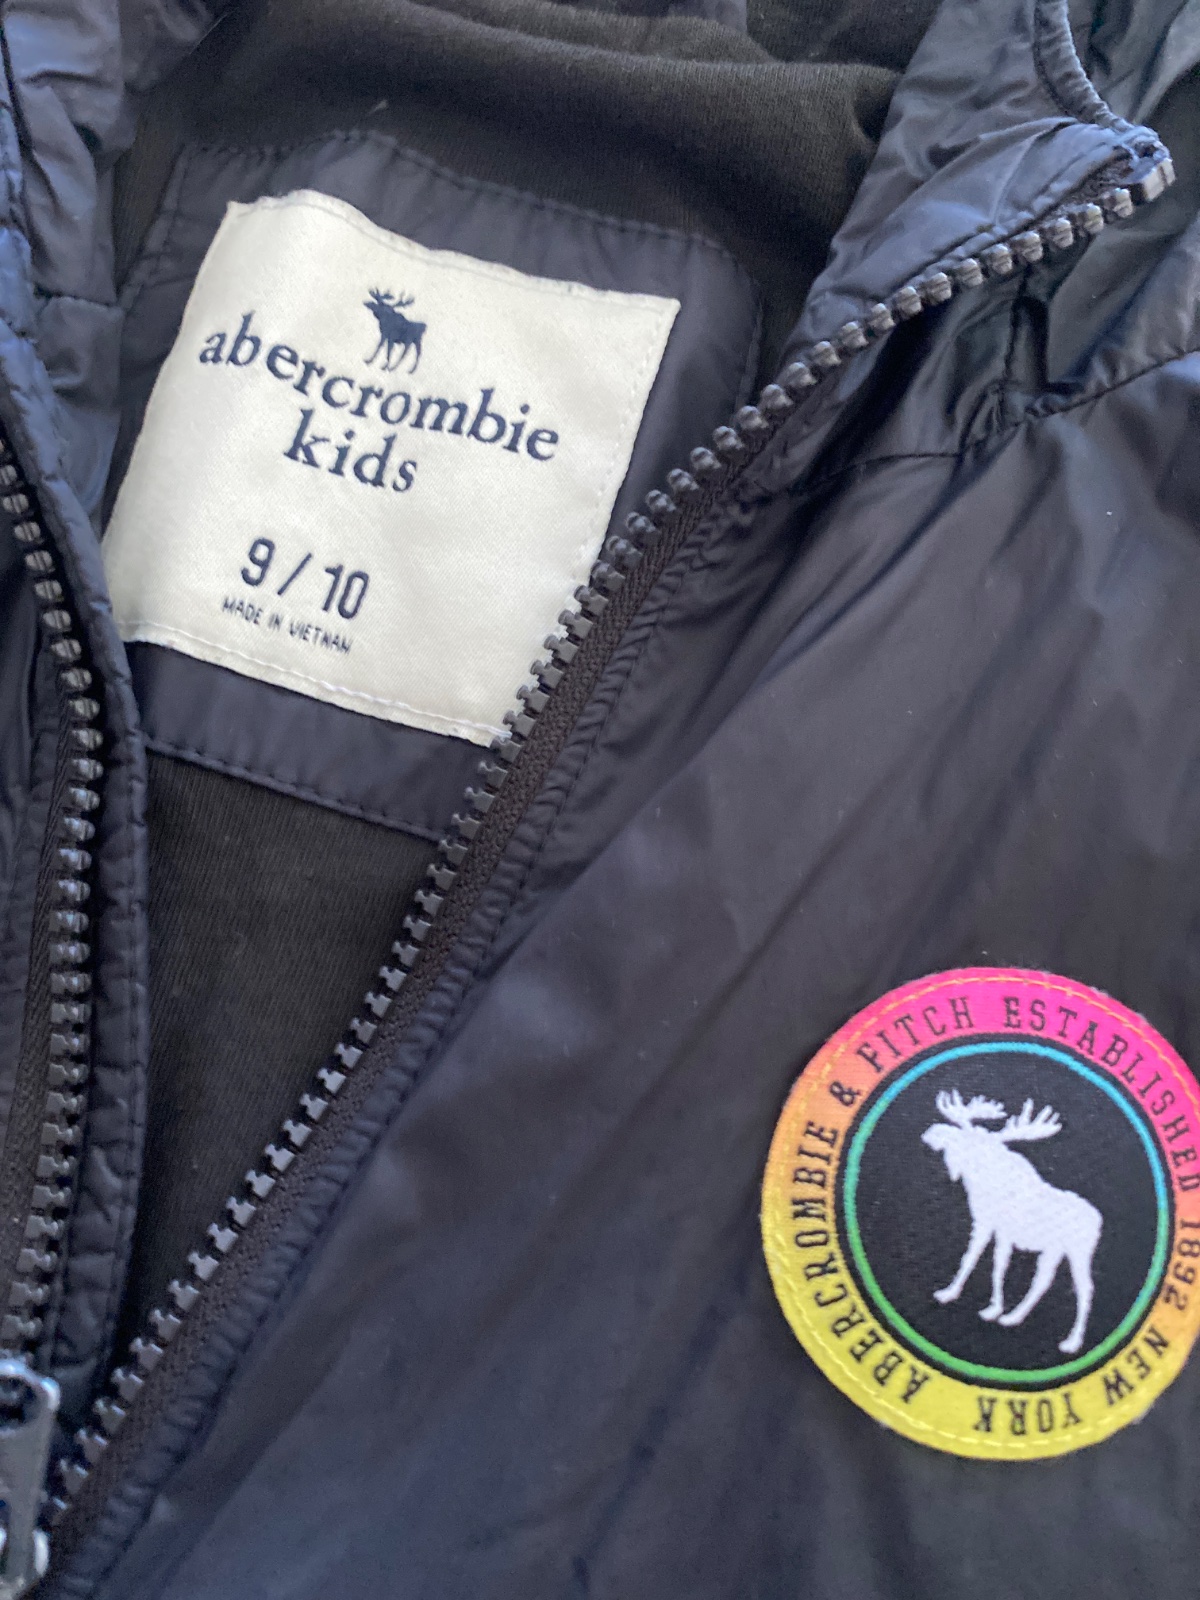 abercrombie
kids
9/10
MADE IN VIETNAM
ABERCROMBIE & FITCH ESTABLISHED 1892 NEW YORK